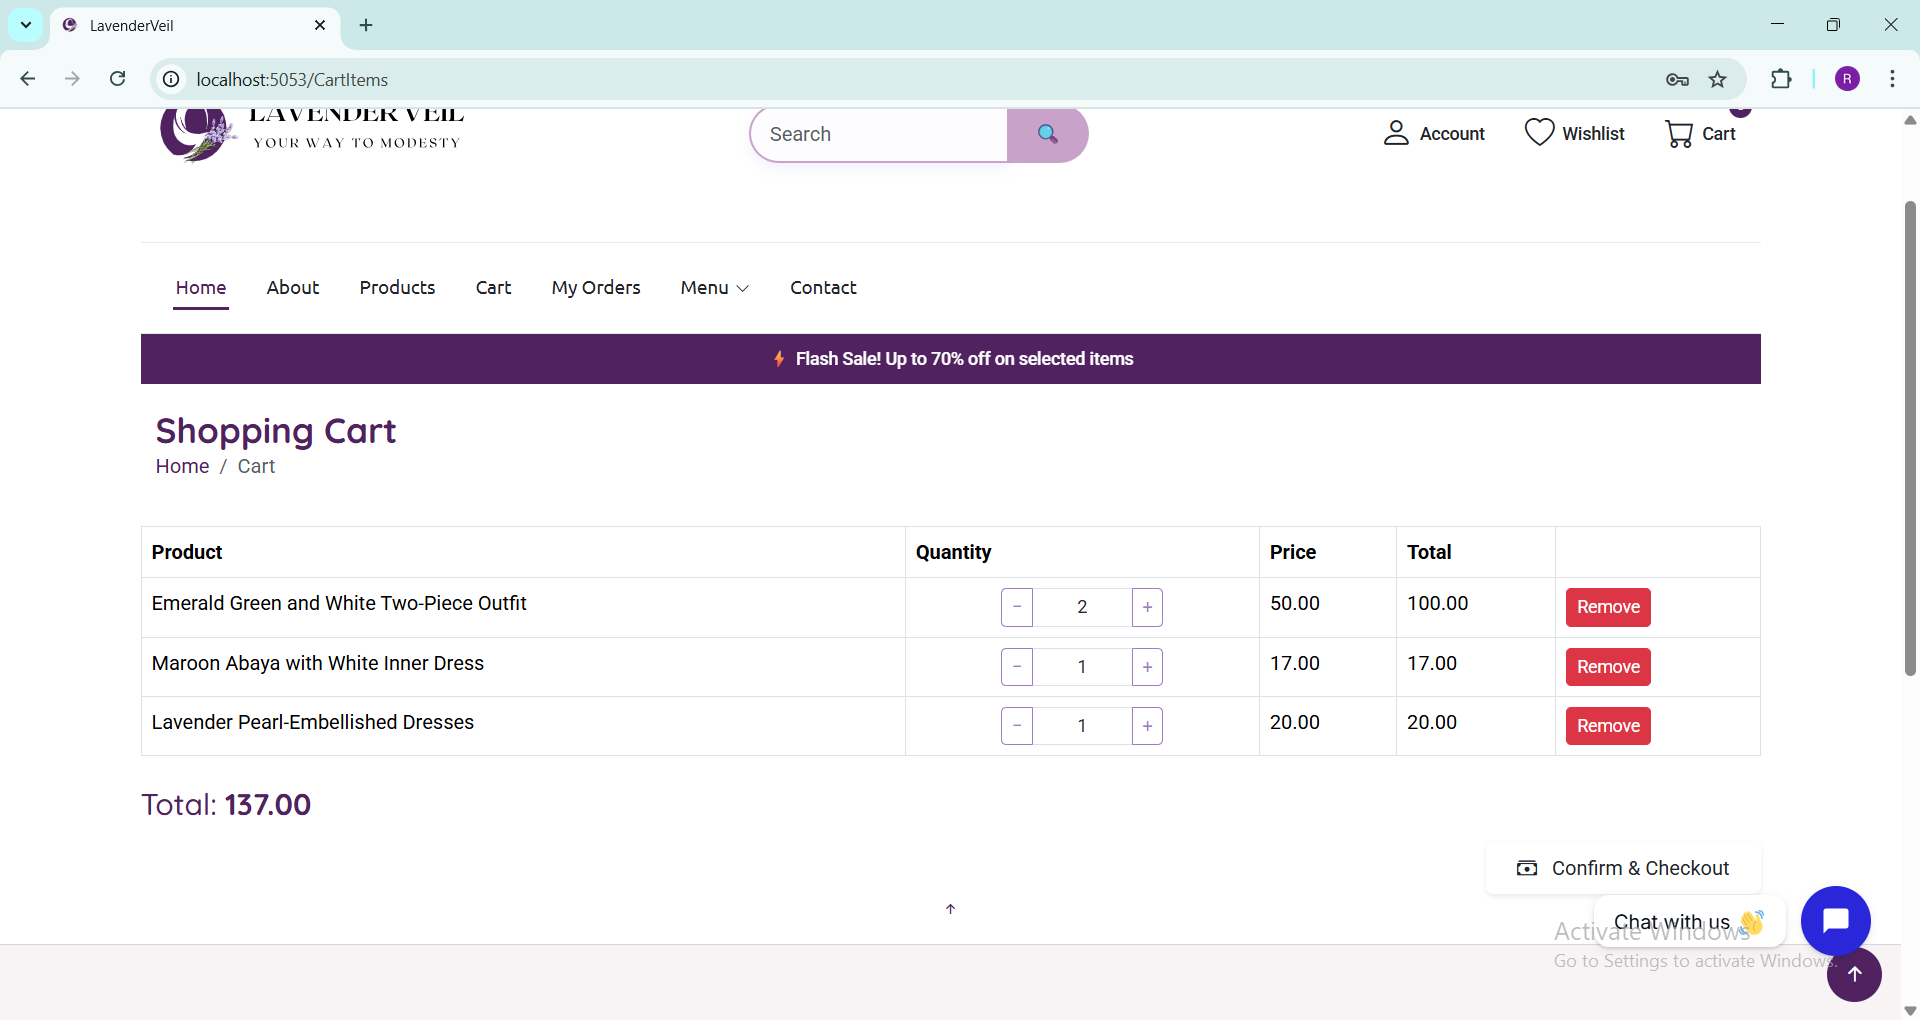 LavenderVeil
localhost:5053/CartItems
R
LAVENDER VEIL
YOUR WAY TO MODESTY
Search
Account
Wishlist
Cart
Home
About
Products
Cart
My Orders
Menu
Contact
Flash Sale! Up to 70% off on selected items
Shopping Cart
Home / Cart
Product Quantity Price Total
Emerald Green and White Two-Piece Outfit - 2 + 50.00 100.00 Remove
Maroon Abaya with White Inner Dress - 1 + 17.00 17.00 Remove
Lavender Pearl-Embellished Dresses - 1 + 20.00 20.00 Remove
Total: 137.00
Confirm & Checkout
Chat with us 👋
Activate Windows
Go to Settings to activate Windows.